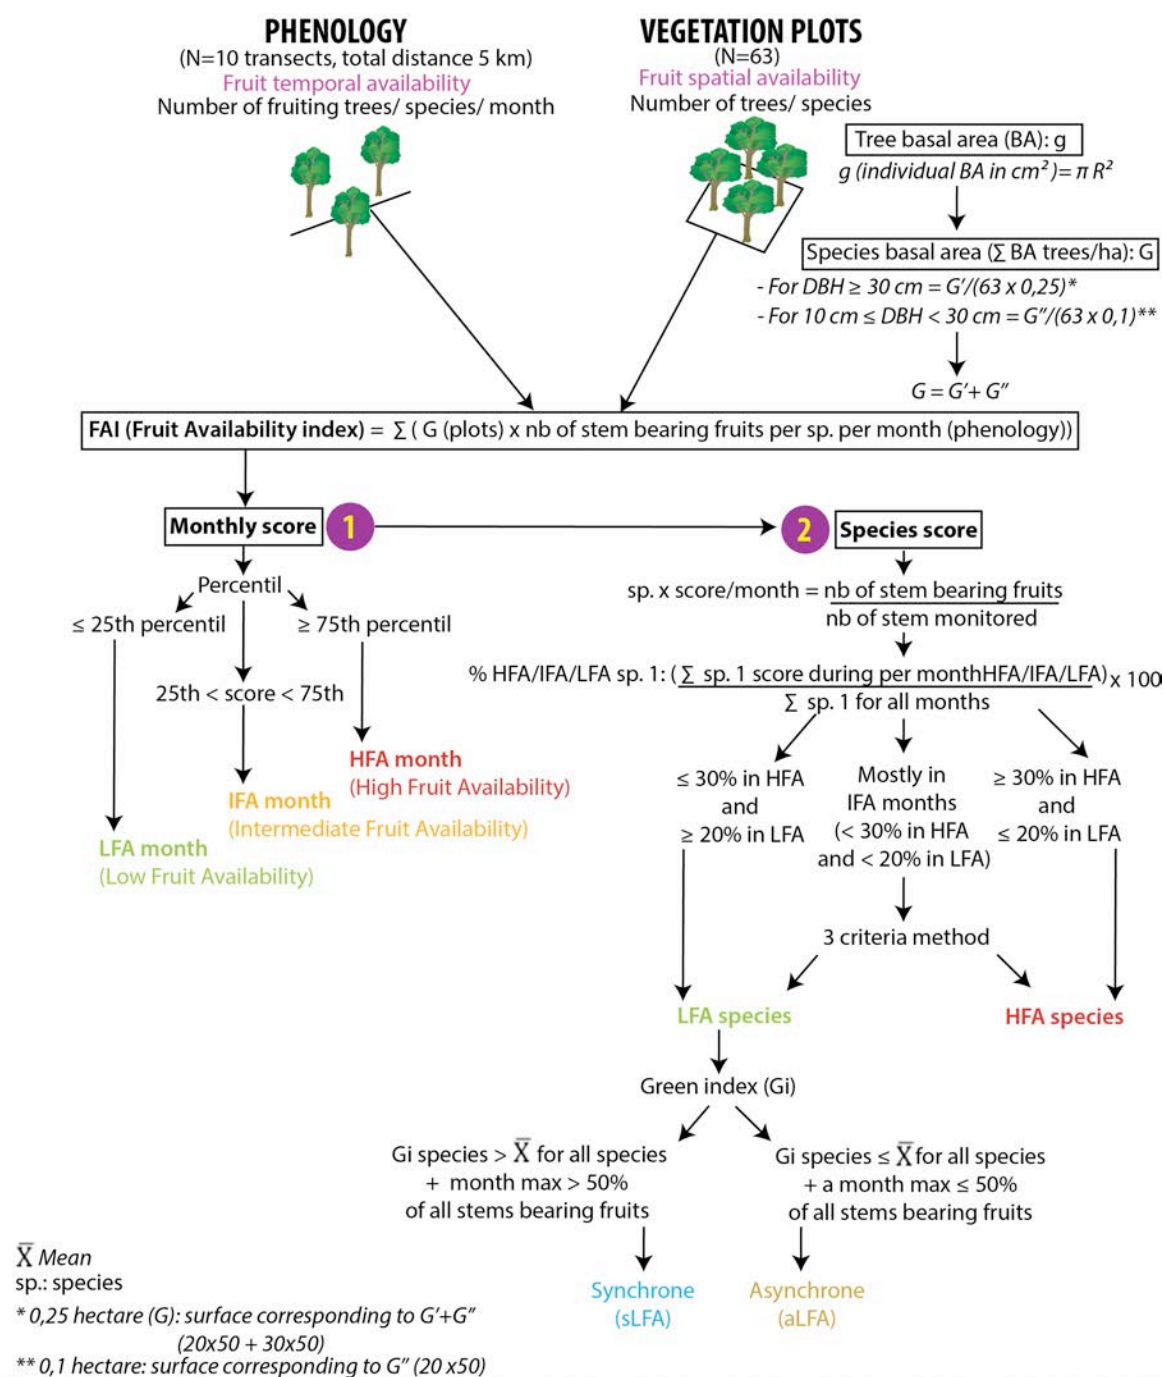 PHENOLOGY
(N=10 transects, total distance 5 km)
Fruit temporal availability
Number of fruiting trees/ species/ month
VEGETATION PLOTS
(N=63)
Fruit spatial availability
Number of trees/ species
Tree basal area (BA): g
g (individual BA in cm²)= π R²
Species basal area (∑ BA trees/ha): G
- For DBH ≥ 30 cm = G'/(63 x 0,25)*
- For 10 cm ≤ DBH < 30 cm = G''/(63 x 0,1)**
G = G'+ G''
FAI (Fruit Availability index) = ∑ ( G (plots) x nb of stem bearing fruits per sp. per month (phenology))
Monthly score
1
2
Species score
Percentil
≤ 25th percentil
≥ 75th percentil
25th < score < 75th
HFA month
(High Fruit Availability)
IFA month
(Intermediate Fruit Availability)
LFA month
(Low Fruit Availability)
sp. x score/month = nb of stem bearing fruits
nb of stem monitored
% HFA/IFA/LFA sp. 1: (∑ sp. 1 score during per monthHFA/IFA/LFA) x 100
∑ sp. 1 for all months
≤ 30% in HFA
and
≥ 20% in LFA
Mostly in
IFA months
(< 30% in HFA
and < 20% in LFA)
≥ 30% in HFA
and
≤ 20% in LFA
3 criteria method
LFA species
HFA species
Green index (Gi)
Gi species > X̅ for all species
+ month max > 50%
of all stems bearing fruits
Gi species ≤ X̅ for all species
+ a month max ≤ 50%
of all stems bearing fruits
Synchrone
(sLFA)
Asynchrone
(aLFA)
X̅ Mean
sp.: species
* 0,25 hectare (G): surface corresponding to G'+G''
(20x50 + 30x50)
** 0,1 hectare: surface corresponding to G'' (20 x50)